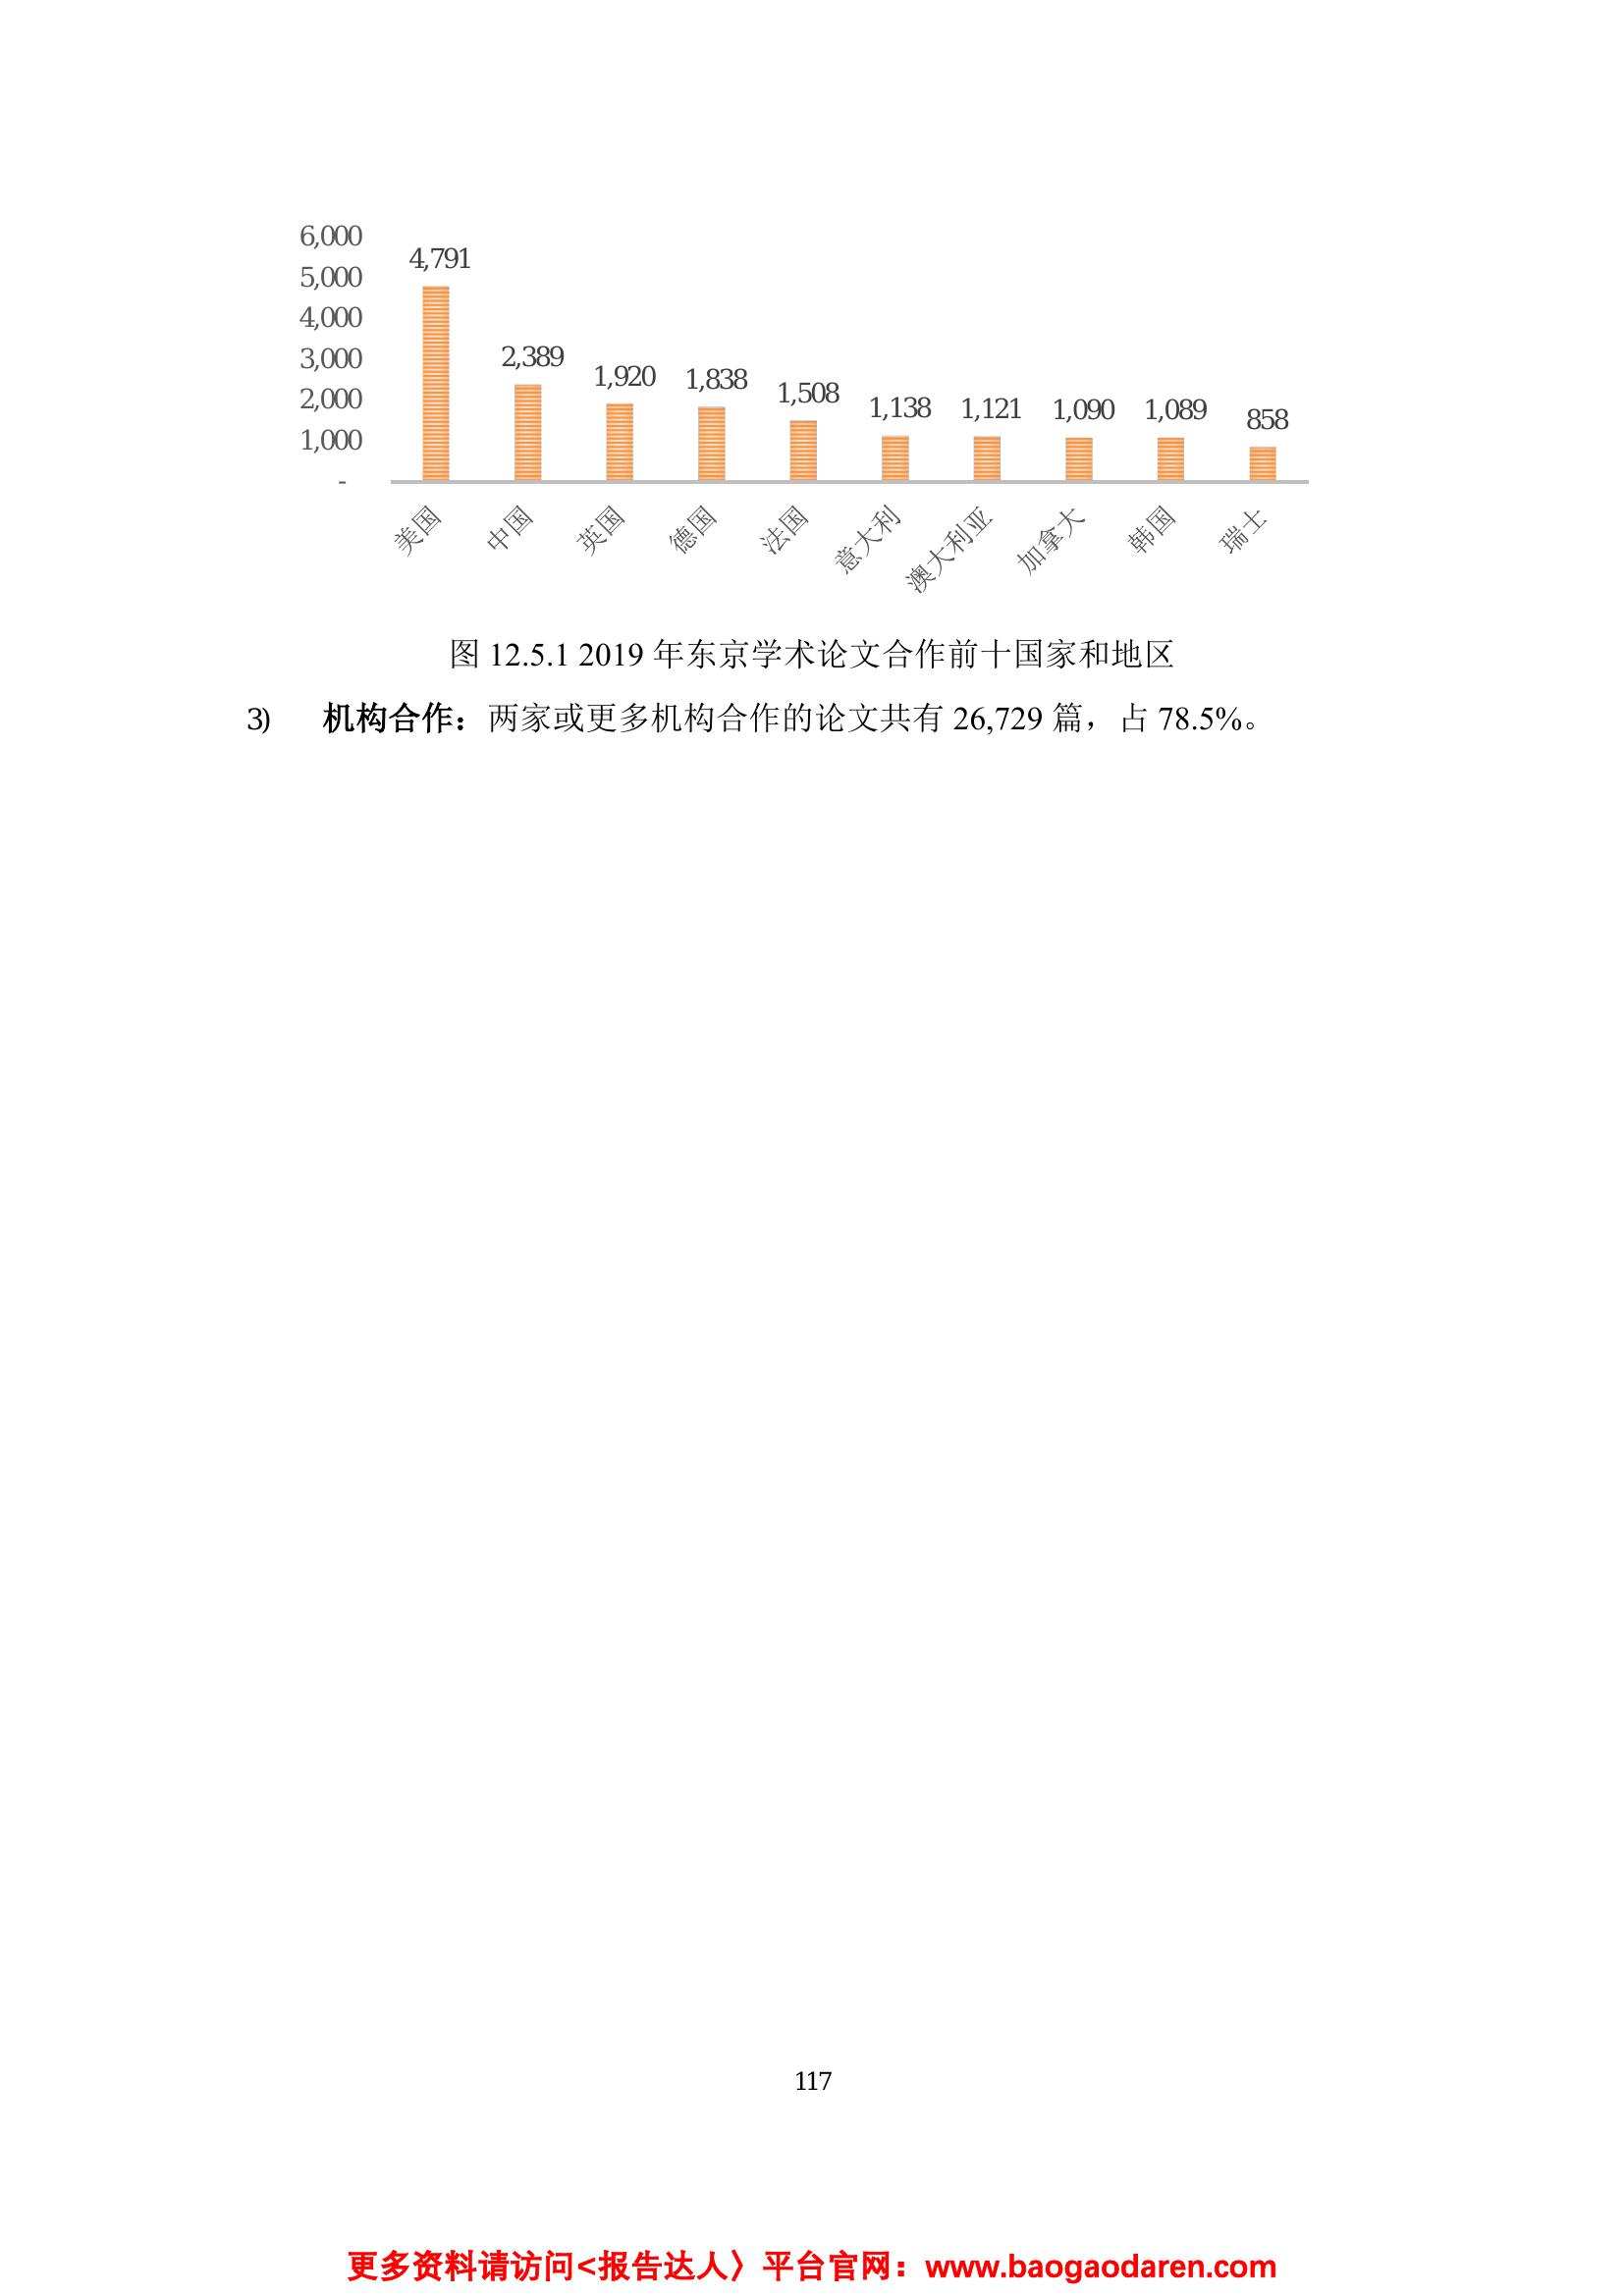 6,000
5,000
4,000
3,000
2,000
1,000
-
4,791
2,389
1,920
1,838
1,508
1,138
1,121
1,090
1,089
858
美国
中国
英国
德国
法国
意大利
澳大利亚
加拿大
韩国
瑞士
图 12.5.1 2019 年东京学术论文合作前十国家和地区
3) 机构合作：两家或更多机构合作的论文共有 26,729 篇，占 78.5%。
117
更多资料请访问<报告达人〉平台官网：www.baogaodaren.com